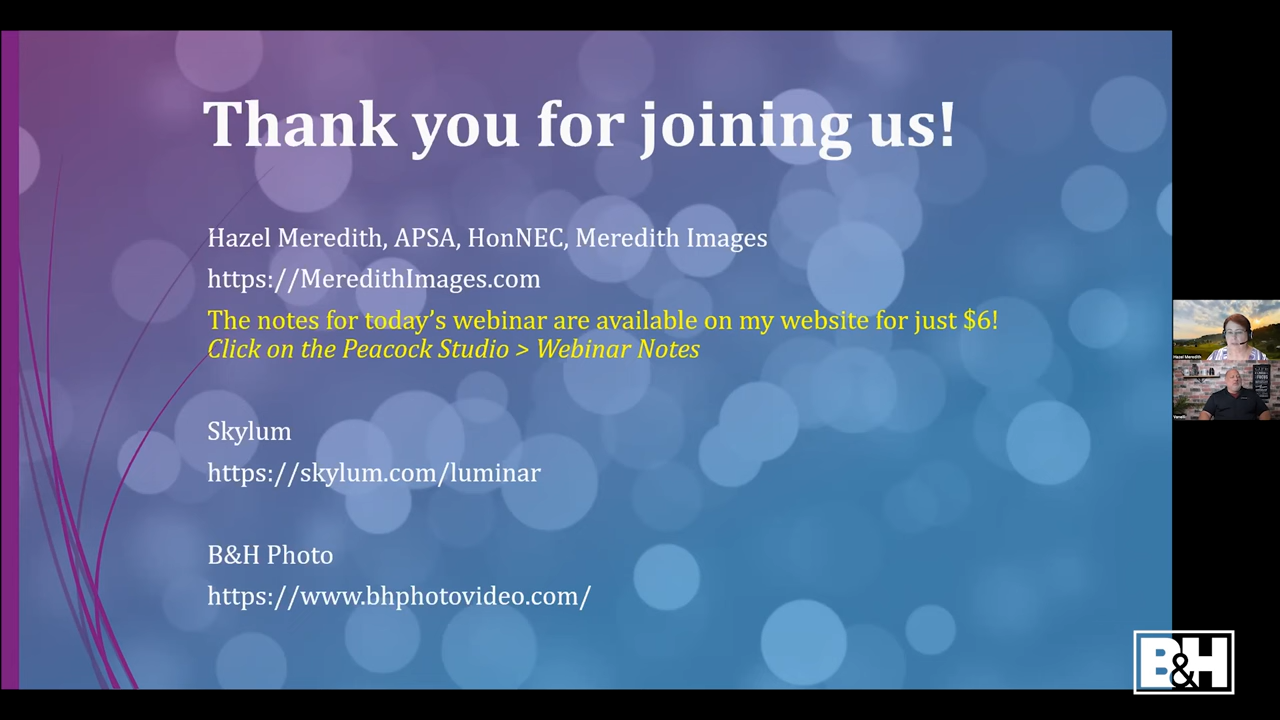 Thank you for joining us!
Hazel Meredith, APSA, HonNEC, Meredith Images
https://MeredithImages.com
The notes for today’s webinar are available on my website for just $6!
Click on the Peacock Studio > Webinar Notes
Skylum
https://skylum.com/luminar
B&H Photo
https://www.bhphotovideo.com/
Hazel Meredith
B&H